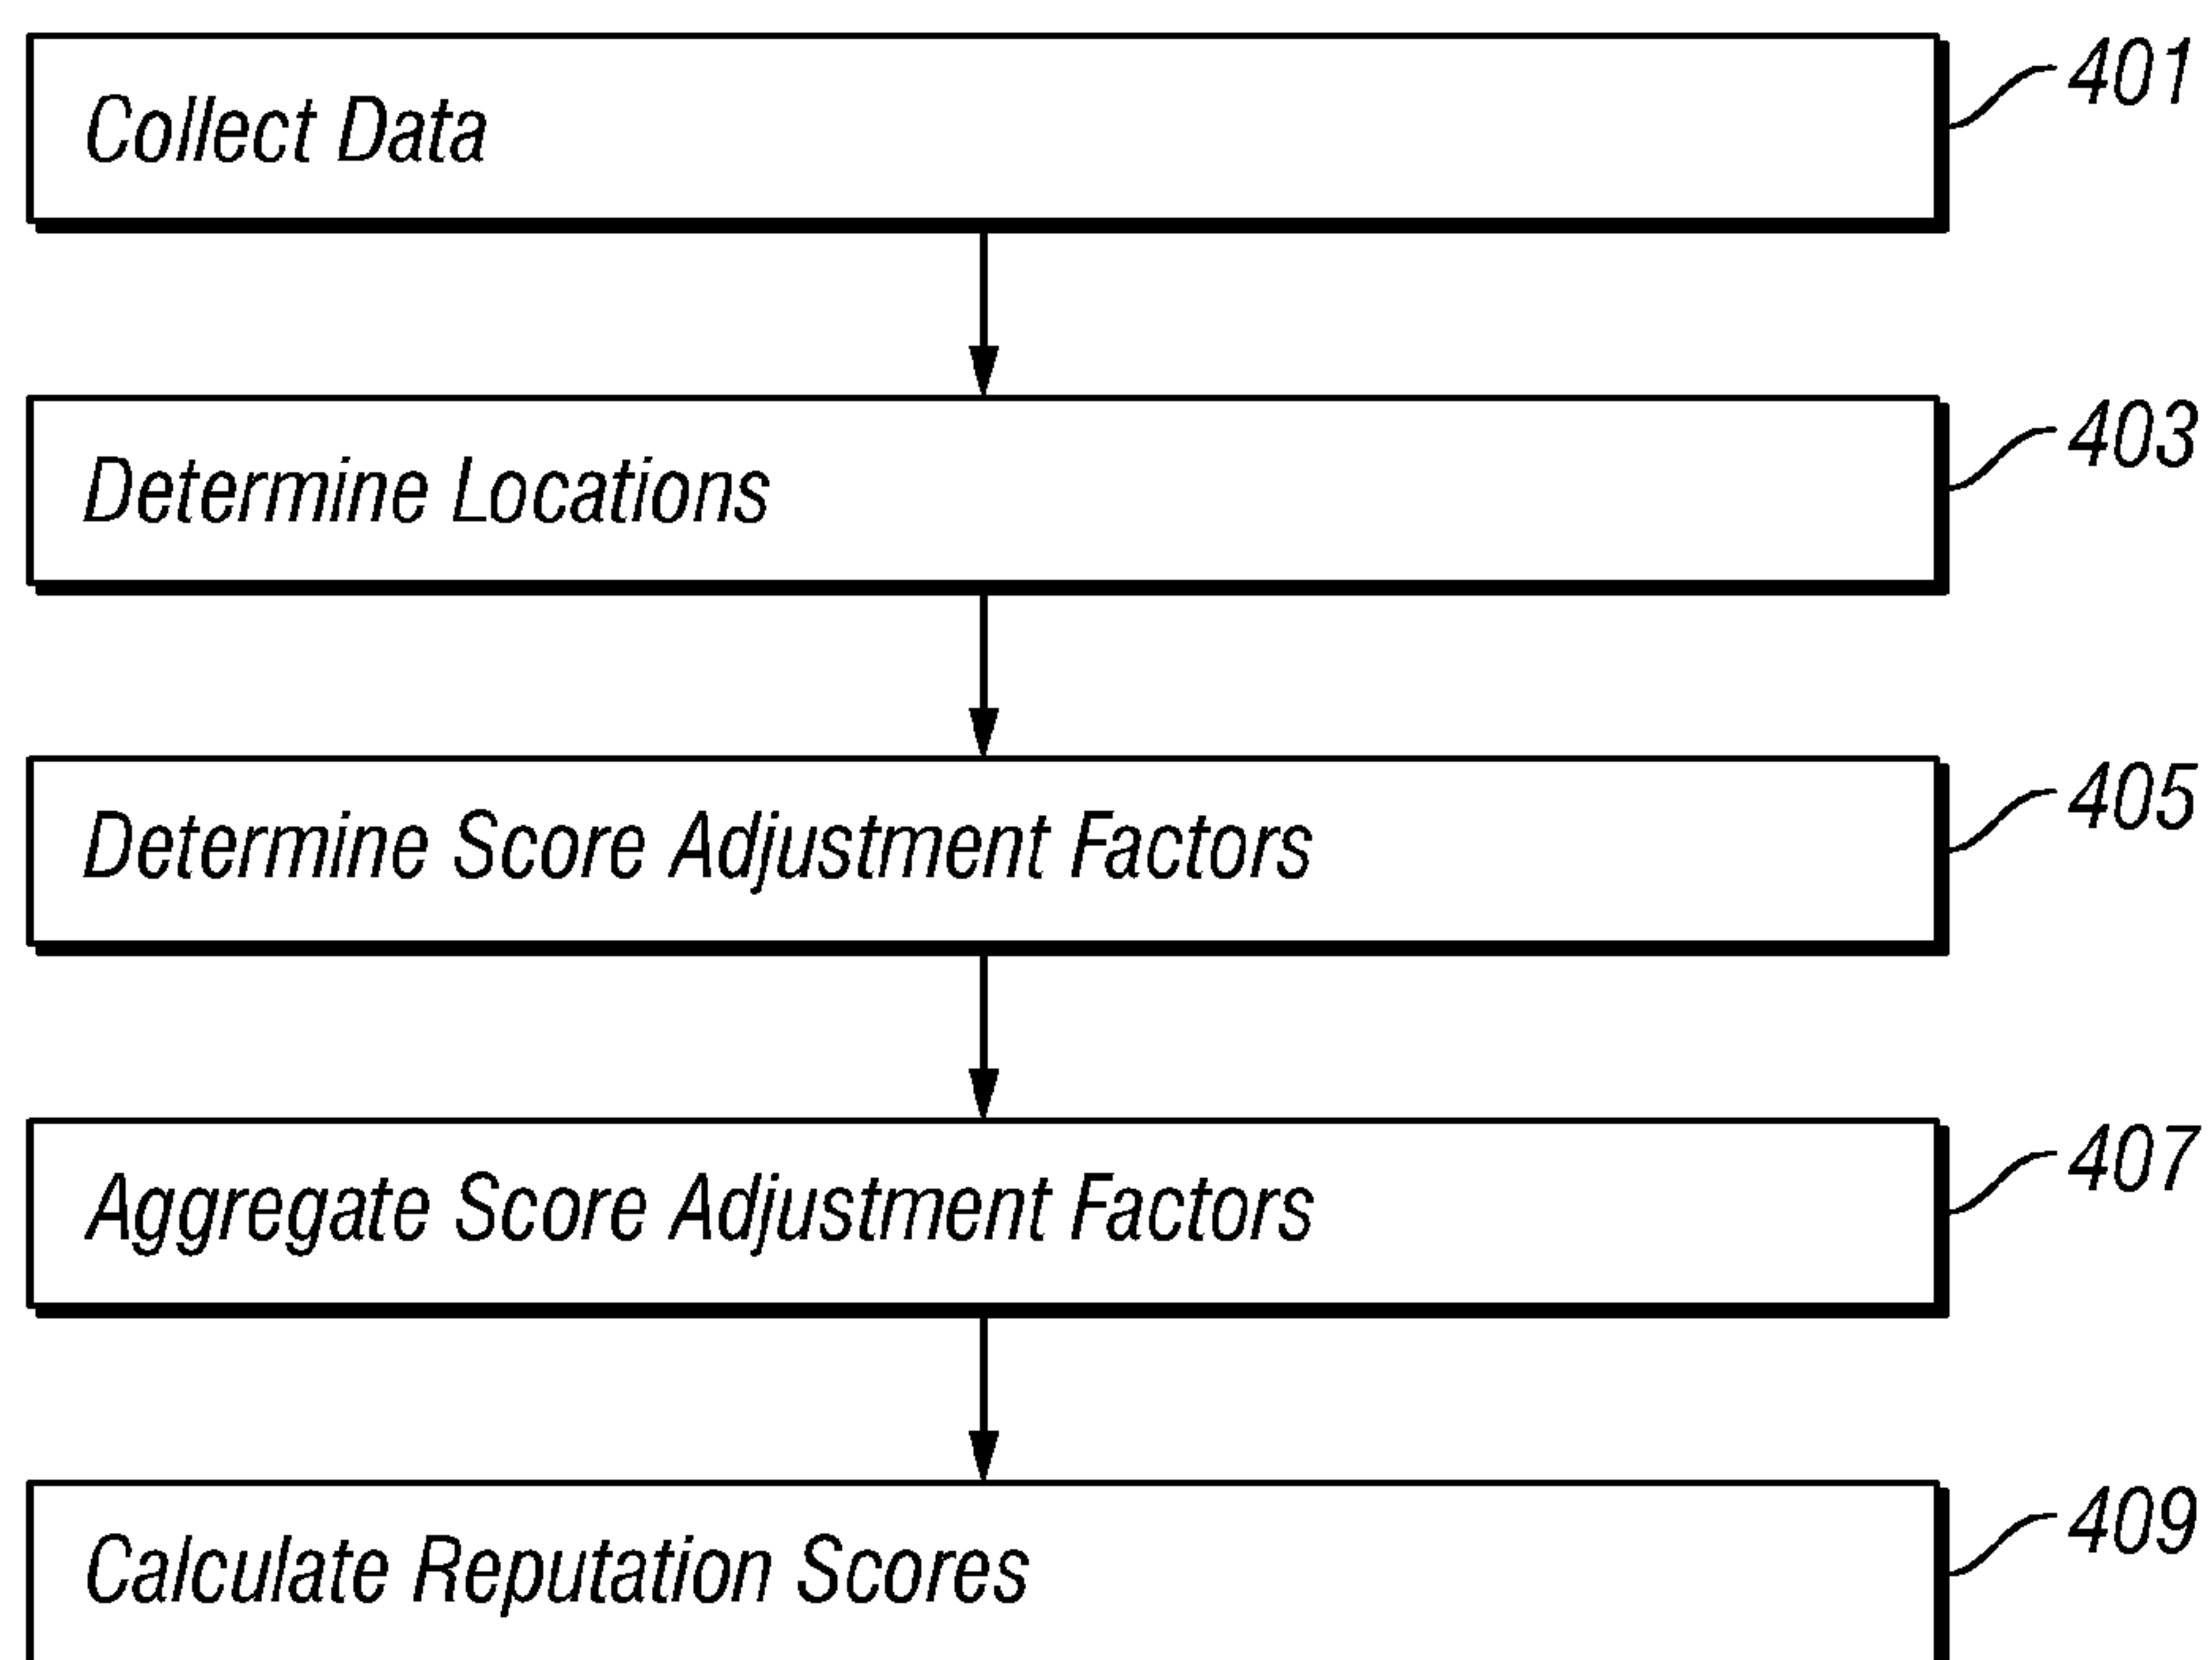 Collect Data
401
Determine Locations
403
Determine Score Adjustment Factors
405
Aggregate Score Adjustment Factors
407
Calculate Reputation Scores
409